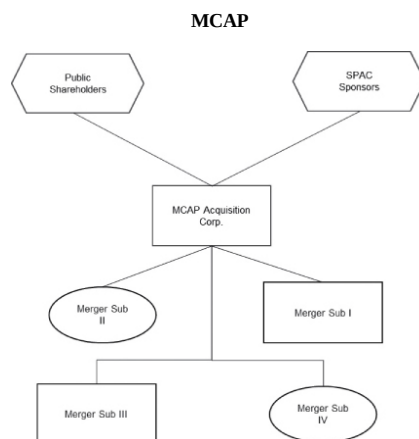 MCAP
Public
Shareholders
SPAC
Sponsors
MCAP Acquisition
Corp.
Merger Sub
II
Merger Sub I
Merger Sub III
Merger Sub
IV